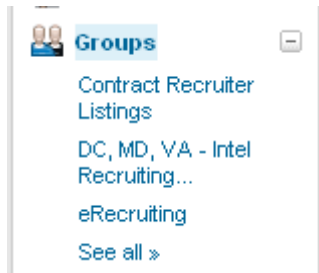 Groups
Contract Recruiter
Listings
DC, MD, VA - Intel
Recruiting...
eRecruiting
See all »